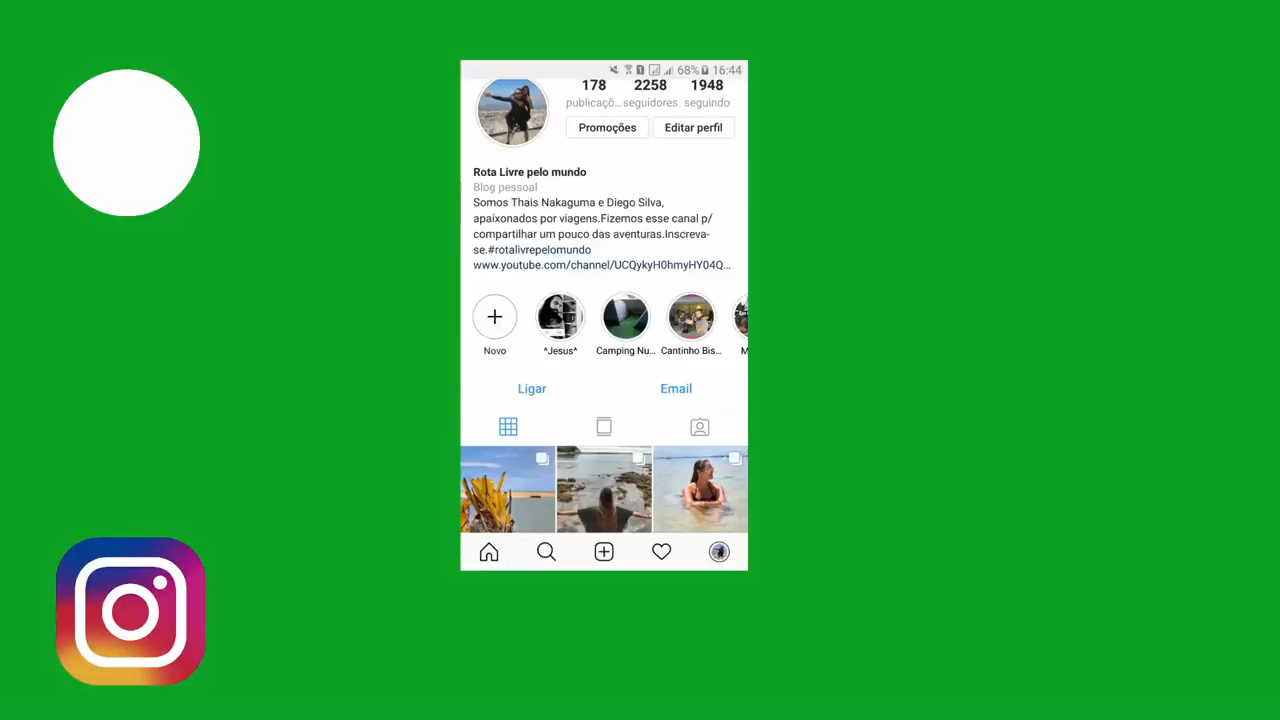 68% 16:44
178 2258 1948
publicaçõ... seguidores seguindo
Promoções Editar perfil
Rota Livre pelo mundo
Blog pessoal
Somos Thais Nakaguma e Diego Silva,
apaixonados por viagens.Fizemos esse canal p/
compartilhar um pouco das aventuras.Inscreva-
se.#rotalivrepelomundo
www.youtube.com/channel/UCQykyH0hmyHY04Q...
Novo ^Jesus^ Camping Nu... Cantinho Bis... M
Ligar Email